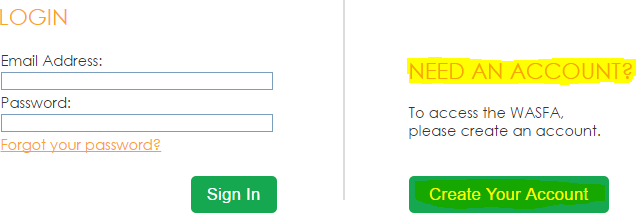 LOGIN
Email Address:
Password:
Forgot your password?
Sign In
NEED AN ACCOUNT?
To access the WASFA,
please create an account.
Create Your Account